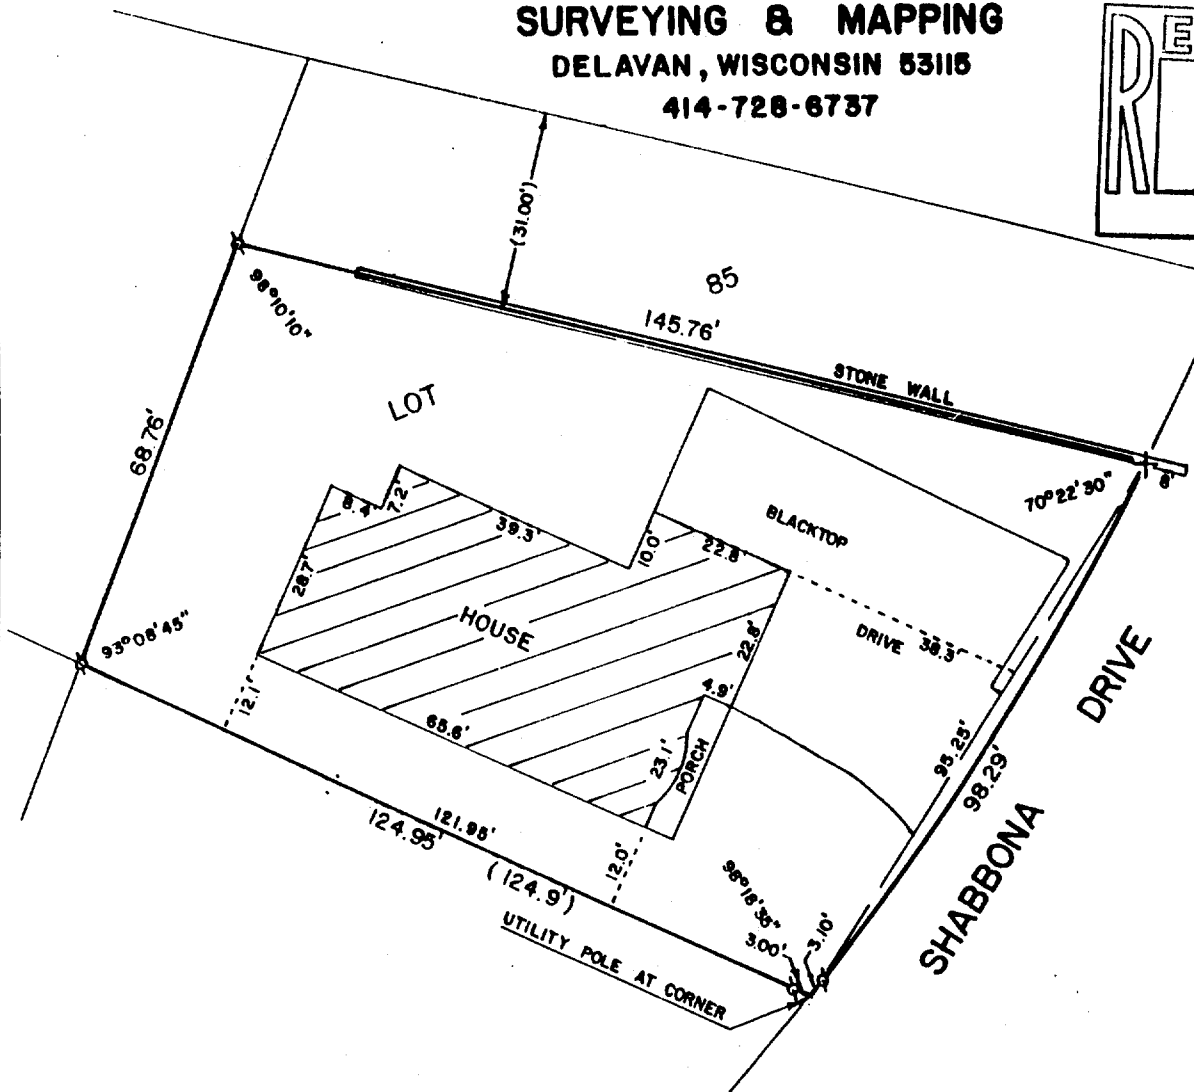 SURVEYING & MAPPING
DELAVAN, WISCONSIN 53115
414-728-6737
RE
(31.00')
85
98°10'10"
145.76'
STONE WALL
LOT
68.76'
70°22'30"
6'
8.4'
7.2'
39.3'
10.0'
22.8'
BLACKTOP
28.7'
HOUSE
22.8'
DRIVE 38.3'
93°08'45"
12.1'
4.9'
65.6'
23.1'
PORCH
95.25'
98.29'
SHABBONA DRIVE
121.95'
124.95'
(124.9')
12.0'
98°18'35"
3.00'
3.10'
UTILITY POLE AT CORNER